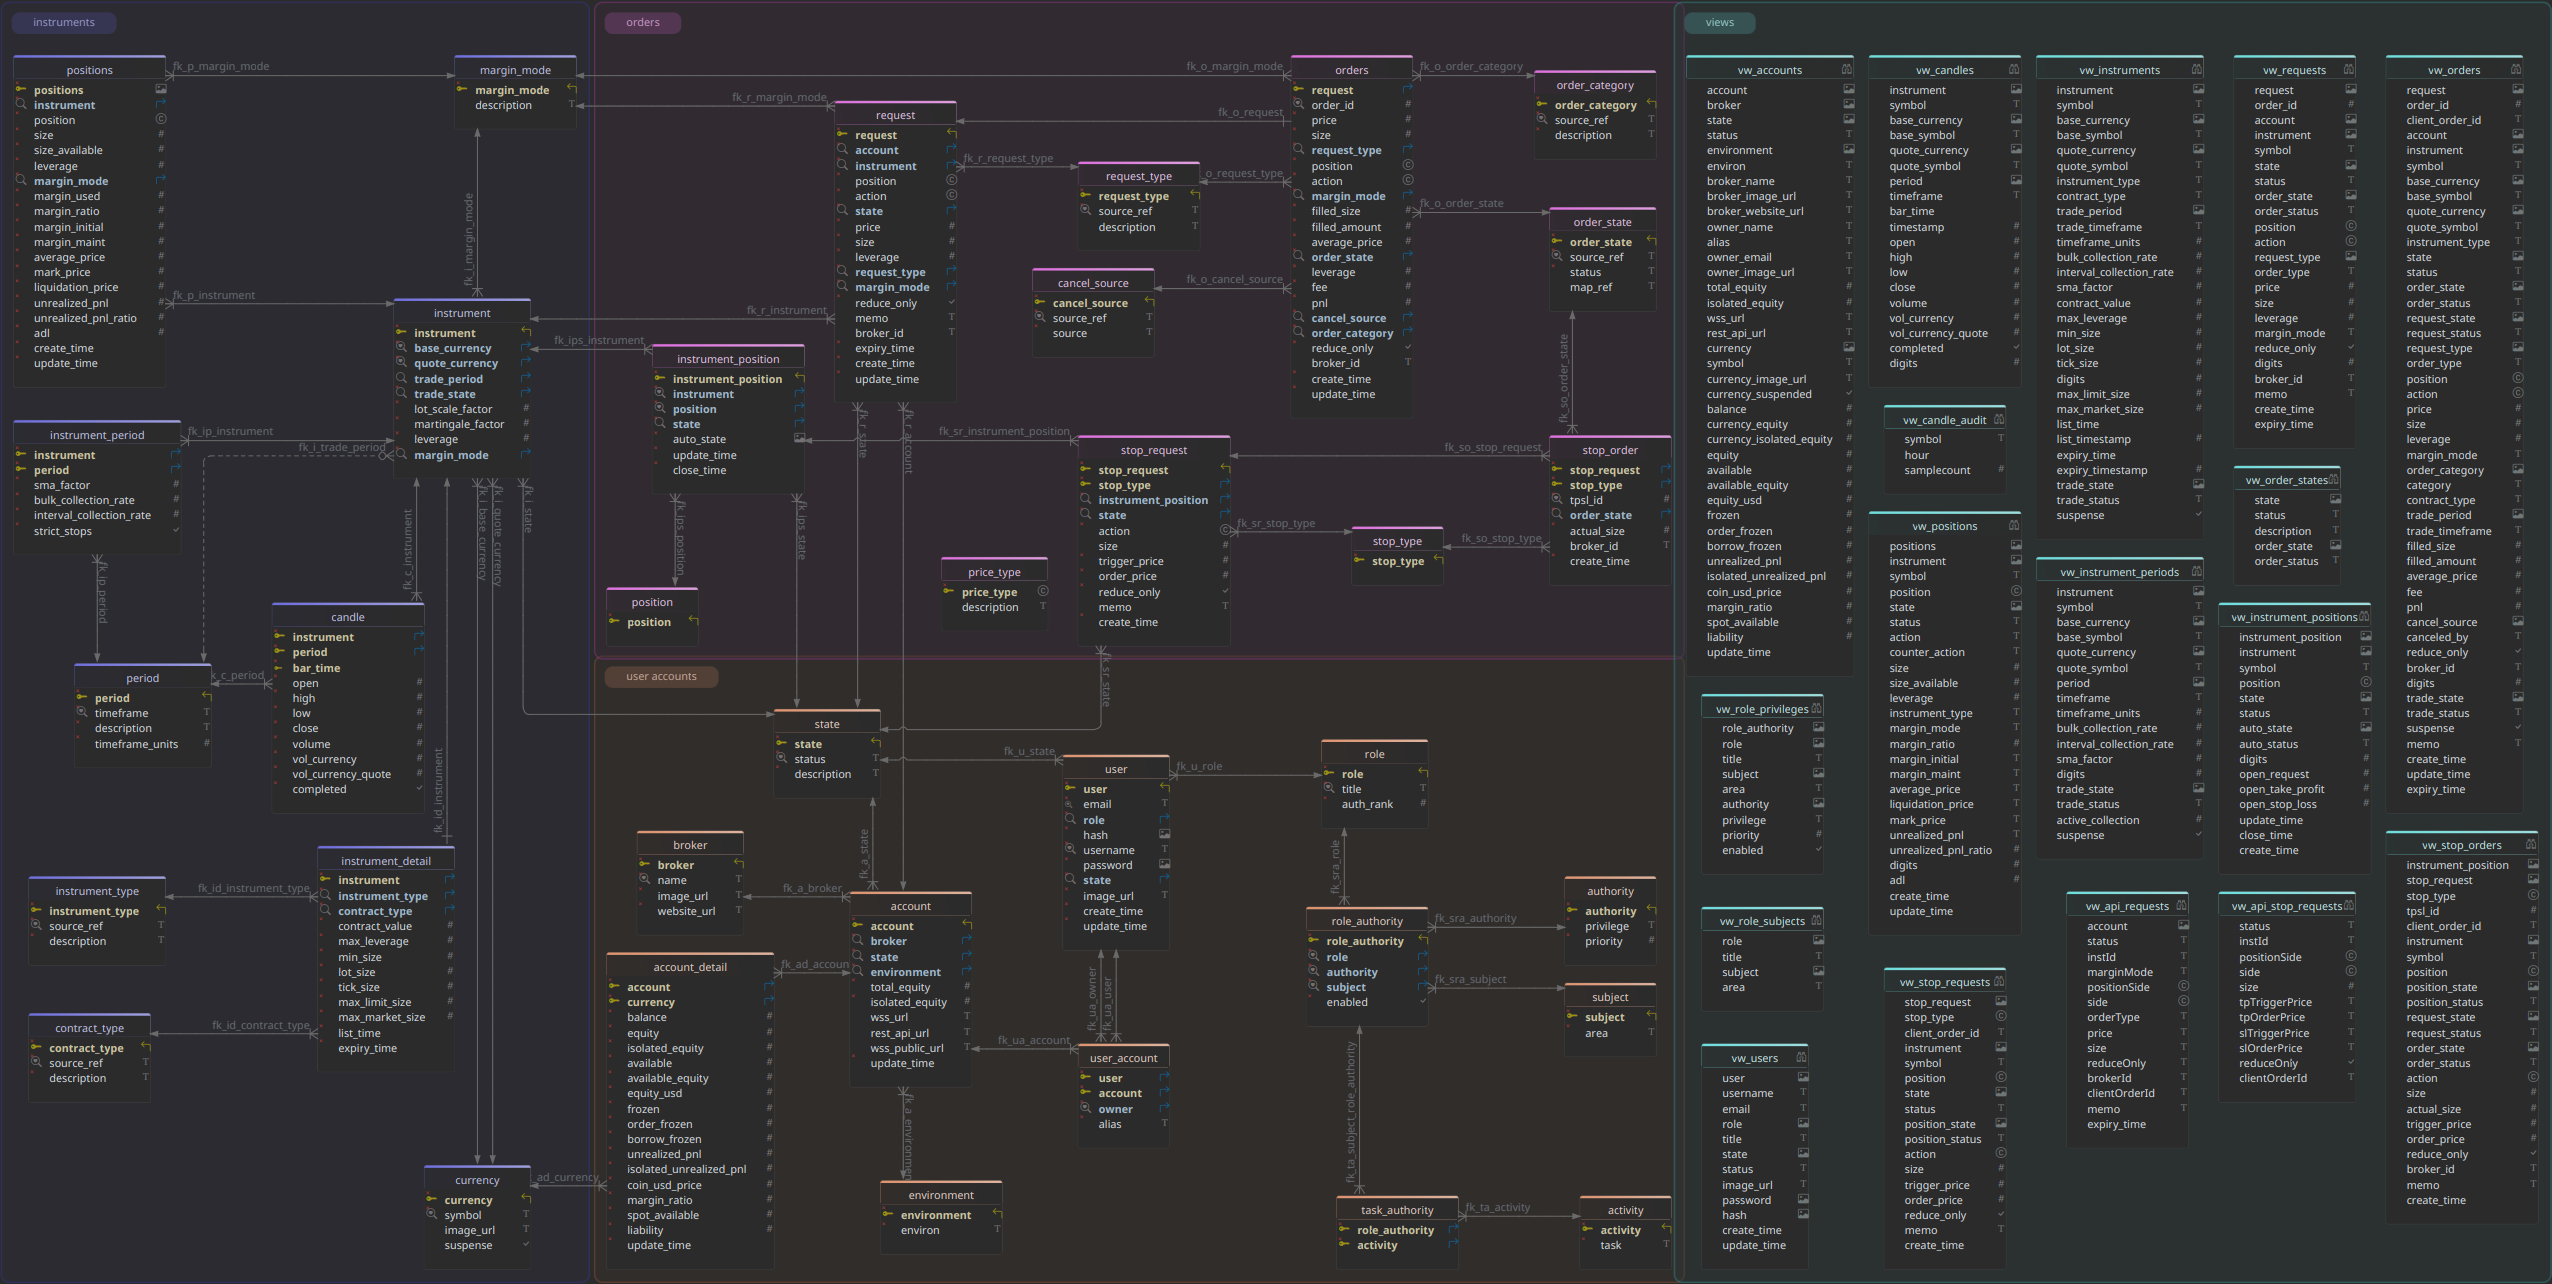 instruments
positions
positions
instrument
position
size
size_available
leverage
margin_mode
margin_used
margin_ratio
margin_initial
margin_maint
average_price
mark_price
liquidation_price
unrealized_pnl
unrealized_pnl_ratio
adl
create_time
update_time
fk_p_margin_mode
fk_p_instrument
margin_mode
margin_mode
description
fk_i_margin_mode
instrument
instrument
base_currency
quote_currency
trade_period
trade_state
lot_scale_factor
martingale_factor
leverage
margin_mode
instrument_period
instrument
period
sma_factor
bulk_collection_rate
interval_collection_rate
strict_stops
fk_ip_instrument
fk_i_trade_period
fk_ip_period
fk_c_instrument
fk_i_base_currency
fk_i_quote_currency
fk_i_state
candle
instrument
period
bar_time
open
high
low
close
volume
vol_currency
vol_currency_quote
completed
period
period
timeframe
description
timeframe_units
k_c_period
fk_id_instrument
instrument_detail
instrument
instrument_type
contract_type
contract_value
max_leverage
min_size
lot_size
tick_size
max_limit_size
max_market_size
list_time
expiry_time
instrument_type
instrument_type
source_ref
description
fk_id_instrument_type
contract_type
contract_type
source_ref
description
fk_id_contract_type
currency
currency
symbol
image_url
suspense
orders
fk_r_margin_mode
fk_o_margin_mode
request
request
account
instrument
position
action
state
price
size
leverage
request_type
margin_mode
reduce_only
memo
broker_id
expiry_time
create_time
update_time
fk_r_instrument
fk_ips_instrument
fk_r_request_type
fk_o_request
_o_request_type
request_type
request_type
source_ref
description
cancel_source
cancel_source
source_ref
source
fk_o_cancel_source
orders
request
order_id
price
size
request_type
position
action
margin_mode
filled_size
filled_amount
average_price
order_state
leverage
fee
pnl
cancel_source
order_category
reduce_only
broker_id
create_time
update_time
fk_o_order_category
order_category
order_category
source_ref
description
fk_o_order_state
order_state
order_state
source_ref
status
map_ref
fk_so_order_state
instrument_position
instrument_position
instrument
position
state
auto_state
update_time
close_time
fk_r_state
fk_r_account
fk_sr_instrument_position
fk_ips_position
fk_ips_state
stop_request
stop_request
stop_type
instrument_position
state
action
size
trigger_price
order_price
reduce_only
memo
create_time
fk_so_stop_request
fk_sr_stop_type
fk_so_stop_type
stop_type
stop_type
stop_order
stop_request
stop_type
tpsl_id
order_state
actual_size
broker_id
create_time
price_type
price_type
description
position
position
fk_sr_state
user accounts
state
state
status
description
fk_u_state
user
user
email
role
hash
username
password
state
image_url
create_time
update_time
fk_u_role
role
role
title
auth_rank
fk_sra_role
broker
broker
name
image_url
website_url
fk_a_broker
fk_a_state
account
account
broker
state
environment
total_equity
isolated_equity
wss_url
rest_api_url
wss_public_url
update_time
account_detail
account
currency
balance
equity
isolated_equity
available
available_equity
equity_usd
frozen
order_frozen
borrow_frozen
unrealized_pnl
isolated_unrealized_pnl
coin_usd_price
margin_ratio
spot_available
liability
update_time
fk_ad_accoun
_ad_currency
fk_a_environmen
environment
environment
environ
fk_ua_account
fk_ua_owner
fk_ua_user
user_account
user
account
owner
alias
role_authority
role_authority
role
authority
subject
enabled
fk_sra_authority
fk_sra_subject
authority
authority
privilege
priority
subject
subject
area
fk_ta_subject_role_authority
task_authority
role_authority
activity
fk_ta_activity
activity
activity
task
views
vw_accounts
account
broker
state
status
environment
environ
broker_name
broker_image_url
broker_website_url
owner_name
alias
owner_email
owner_image_url
total_equity
isolated_equity
wss_url
rest_api_url
currency
symbol
currency_image_url
currency_suspended
balance
currency_equity
currency_isolated_equity
equity
available
available_equity
equity_usd
frozen
order_frozen
borrow_frozen
unrealized_pnl
isolated_unrealized_pnl
coin_usd_price
margin_ratio
spot_available
liability
update_time
vw_role_privileges
role_authority
role
title
subject
area
authority
privilege
priority
enabled
vw_role_subjects
role
title
subject
area
vw_users
user
username
email
role
title
state
status
image_url
password
hash
create_time
update_time
vw_candles
instrument
symbol
base_currency
base_symbol
quote_currency
quote_symbol
period
timeframe
bar_time
timestamp
open
high
low
close
volume
vol_currency
vol_currency_quote
completed
digits
vw_candle_audit
symbol
hour
samplecount
vw_positions
positions
instrument
symbol
position
state
status
action
counter_action
size
size_available
leverage
instrument_type
margin_mode
margin_ratio
margin_initial
margin_maint
average_price
liquidation_price
mark_price
unrealized_pnl
unrealized_pnl_ratio
digits
adl
create_time
update_time
vw_stop_requests
stop_request
stop_type
client_order_id
instrument
symbol
position
state
status
position_state
position_status
action
size
trigger_price
order_price
reduce_only
memo
create_time
vw_instruments
instrument
symbol
base_currency
base_symbol
quote_currency
quote_symbol
instrument_type
contract_type
trade_period
trade_timeframe
timeframe_units
bulk_collection_rate
interval_collection_rate
sma_factor
contract_value
max_leverage
min_size
lot_size
tick_size
digits
max_limit_size
max_market_size
list_time
list_timestamp
expiry_time
expiry_timestamp
trade_state
trade_status
suspense
vw_instrument_periods
instrument
symbol
base_currency
base_symbol
quote_currency
quote_symbol
period
timeframe
timeframe_units
bulk_collection_rate
interval_collection_rate
sma_factor
digits
trade_state
trade_status
active_collection
suspense
vw_api_requests
account
status
instId
marginMode
positionSide
side
orderType
price
size
reduceOnly
brokerId
clientOrderId
memo
expiry_time
vw_requests
request
order_id
account
instrument
symbol
state
status
order_state
order_status
position
action
request_type
order_type
price
size
leverage
margin_mode
reduce_only
digits
broker_id
memo
create_time
expiry_time
vw_order_states
state
status
description
order_state
order_status
vw_instrument_positions
instrument_position
instrument
symbol
position
state
status
auto_state
auto_status
digits
open_request
open_take_profit
open_stop_loss
update_time
close_time
create_time
vw_api_stop_requests
status
instId
positionSide
side
size
tpTriggerPrice
tpOrderPrice
slTriggerPrice
slOrderPrice
reduceOnly
clientOrderId
vw_orders
request
order_id
client_order_id
account
instrument
symbol
base_currency
base_symbol
quote_currency
quote_symbol
instrument_type
state
status
order_state
order_status
request_state
request_status
request_type
order_type
position
action
price
size
leverage
margin_mode
order_category
category
contract_type
trade_period
trade_timeframe
filled_size
filled_amount
average_price
fee
pnl
cancel_source
canceled_by
reduce_only
broker_id
digits
trade_state
trade_status
suspense
memo
create_time
update_time
expiry_time
vw_stop_orders
instrument_position
stop_request
stop_type
tpsl_id
client_order_id
instrument
symbol
position
position_state
position_status
request_state
request_status
order_state
order_status
action
size
actual_size
trigger_price
order_price
reduce_only
broker_id
memo
create_time